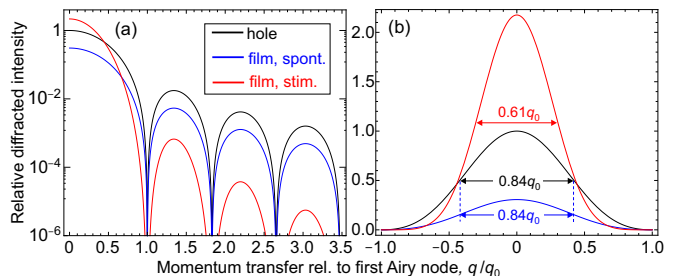 (a)
hole
film, spont.
film, stim.
Relative diffracted intensity
1
10⁻²
10⁻⁴
10⁻⁶
0 0.5 1.0 1.5 2.0 2.5 3.0 3.5
(b)
2.0
1.5
1.0
0.5
0.0
0.61q₀
0.84q₀
0.84q₀
−1.0 −0.5 0 0.5 1.0
Momentum transfer rel. to first Airy node, q/q₀